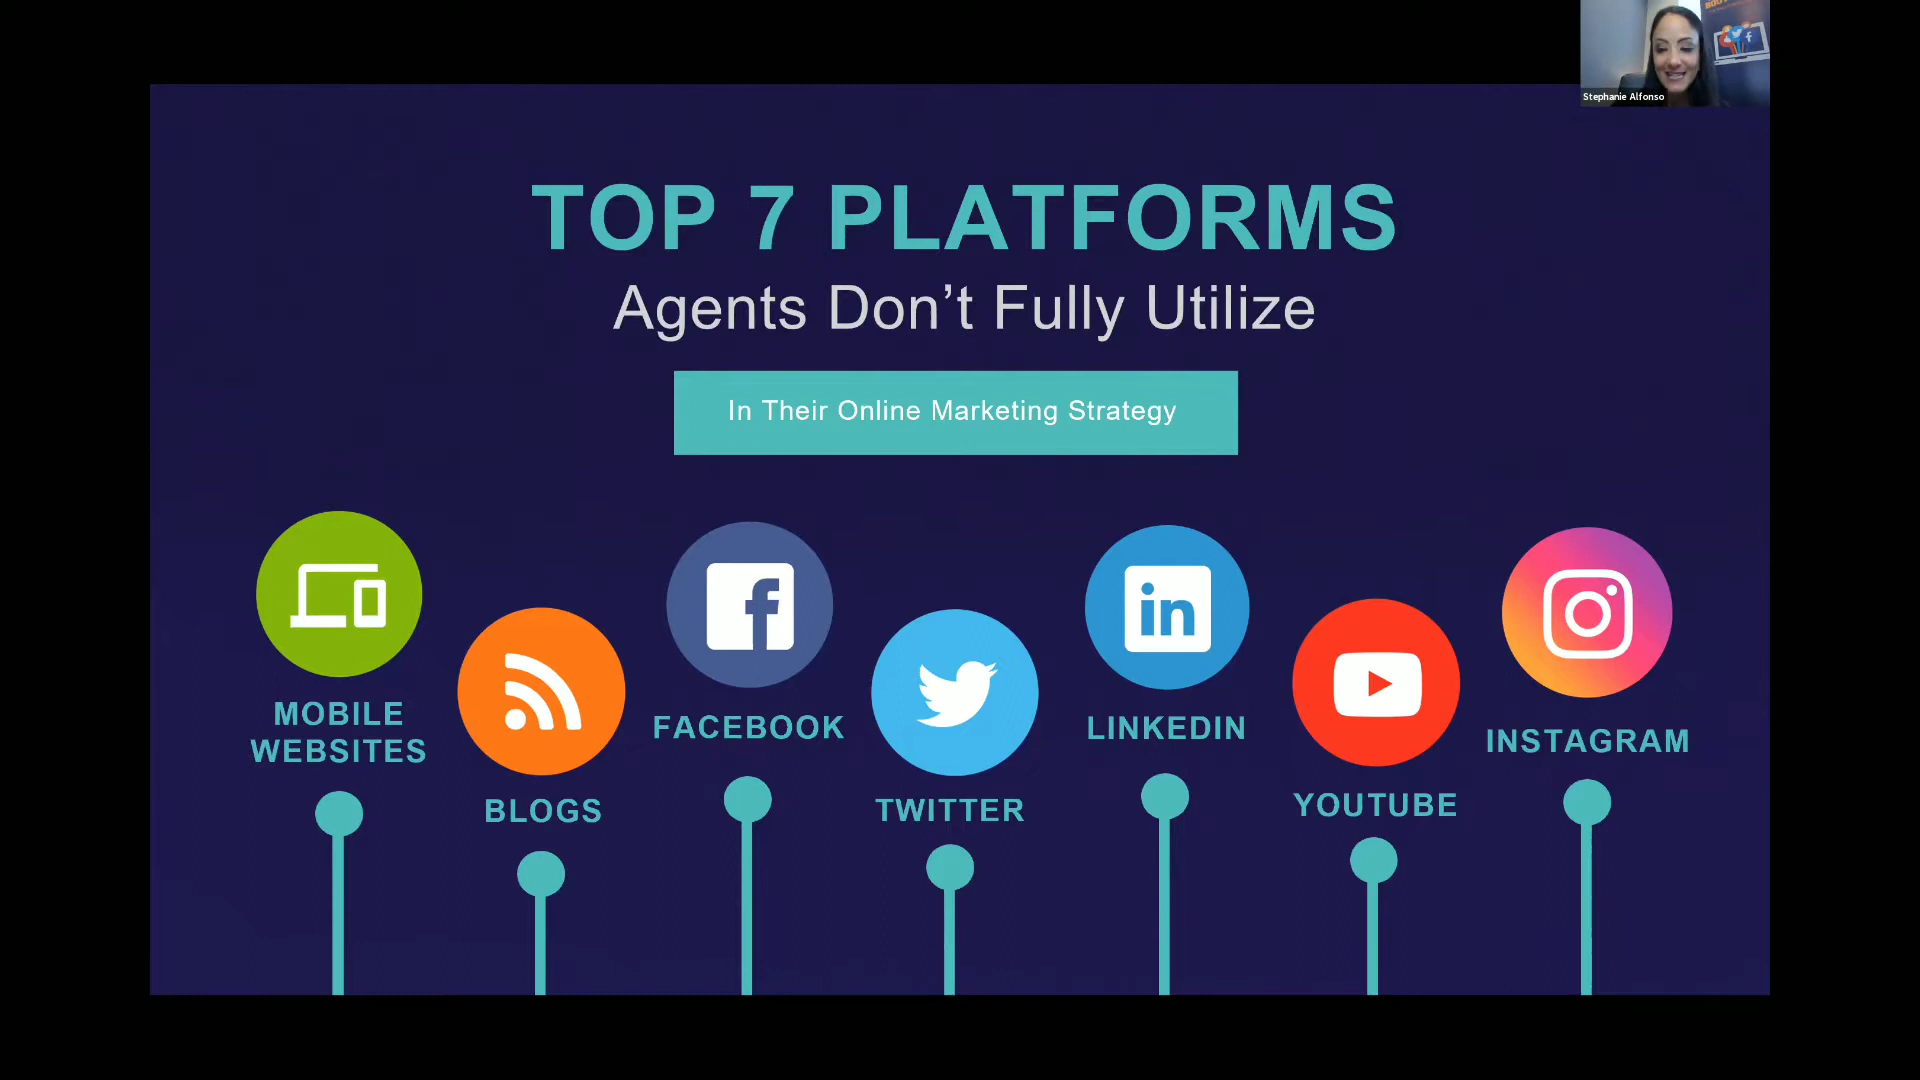 Stephanie Alfonso
TOP 7 PLATFORMS
Agents Don’t Fully Utilize
In Their Online Marketing Strategy
MOBILE
WEBSITES
BLOGS
FACEBOOK
TWITTER
LINKEDIN
YOUTUBE
INSTAGRAM